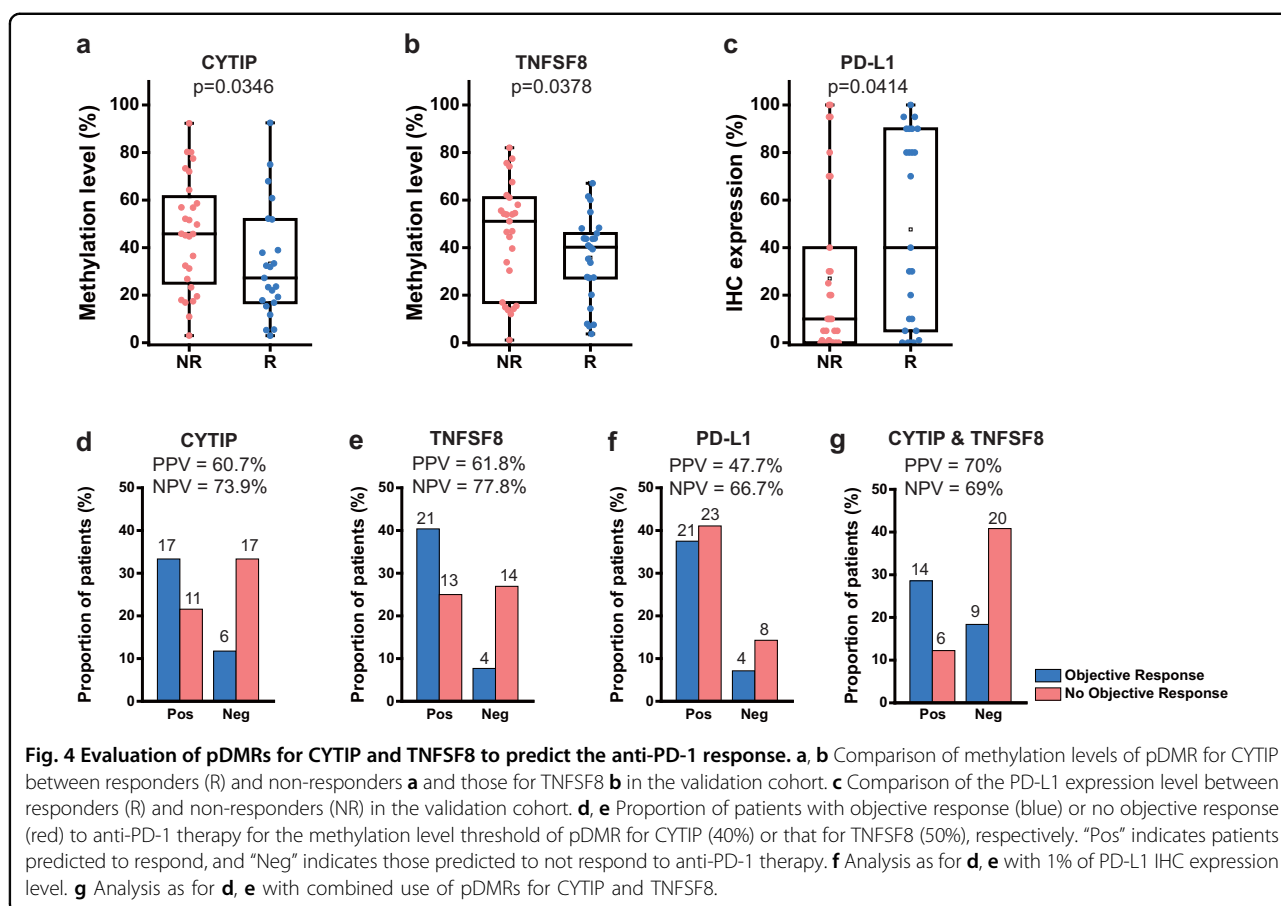 a
CYTIP
p=0.0346
Methylation level (%)
100
80
60
40
20
0
NR
R
b
TNFSF8
p=0.0378
Methylation level (%)
100
80
60
40
20
0
NR
R
c
PD-L1
p=0.0414
IHC expression (%)
100
80
60
40
20
0
NR
R
d
CYTIP
PPV = 60.7%
NPV = 73.9%
Proportion of patients (%)
50
40
30
20
10
0
17
11
6
17
Pos
Neg
e
TNFSF8
PPV = 61.8%
NPV = 77.8%
Proportion of patients (%)
50
40
30
20
10
0
21
13
4
14
Pos
Neg
f
PD-L1
PPV = 47.7%
NPV = 66.7%
Proportion of patients (%)
50
40
30
20
10
0
21
23
4
8
Pos
Neg
g
CYTIP & TNFSF8
PPV = 70%
NPV = 69%
Proportion of patients (%)
50
40
30
20
10
0
14
6
9
20
Pos
Neg
Objective Response
No Objective Response
Fig. 4 Evaluation of pDMRs for CYTIP and TNFSF8 to predict the anti-PD-1 response. a, b Comparison of methylation levels of pDMR for CYTIP
between responders (R) and non-responders a and those for TNFSF8 b in the validation cohort. c Comparison of the PD-L1 expression level between
responders (R) and non-responders (NR) in the validation cohort. d, e Proportion of patients with objective response (blue) or no objective response
(red) to anti-PD-1 therapy for the methylation level threshold of pDMR for CYTIP (40%) or that for TNFSF8 (50%), respectively. “Pos” indicates patients
predicted to respond, and “Neg” indicates those predicted to not respond to anti-PD-1 therapy. f Analysis as for d, e with 1% of PD-L1 IHC expression
level. g Analysis as for d, e with combined use of pDMRs for CYTIP and TNFSF8.